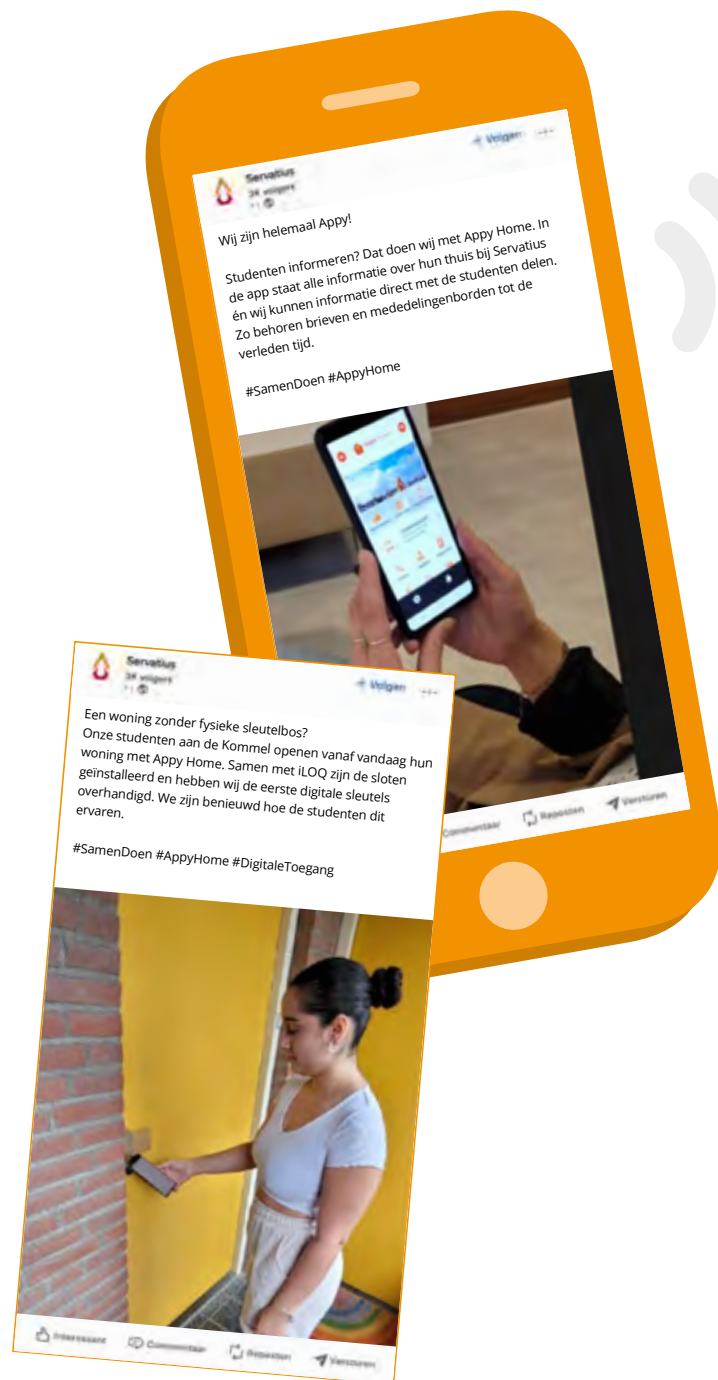 Servatius
3K volgers
+ Volgen
Wij zijn helemaal Appy!
Studenten informeren? Dat doen wij met Appy Home. In
de app staat alle informatie over hun thuis bij Servatius
én wij kunnen informatie direct met de studenten delen.
Zo behoren brieven en mededelingenborden tot de
verleden tijd.
#SamenDoen #AppyHome
Commentaar
Reposten
Versturen
Servatius
3K volgers
+ Volgen
Een woning zonder fysieke sleutelbos?
Onze studenten aan de Kommel openen vanaf vandaag hun
woning met Appy Home. Samen met iLOQ zijn de sloten
geïnstalleerd en hebben wij de eerste digitale sleutels
overhandigd. We zijn benieuwd hoe de studenten dit
ervaren.
#SamenDoen #AppyHome #DigitaleToegang
Interessant
Commentaar
Reposten
Versturen